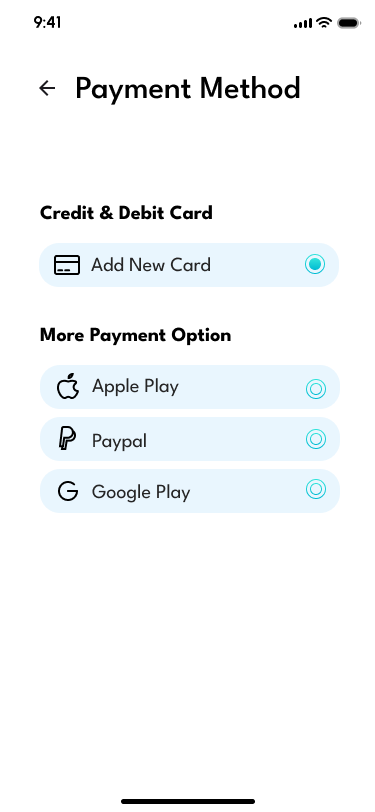 9:41
Payment Method
Credit & Debit Card
Add New Card
More Payment Option
Apple Play
Paypal
Google Play